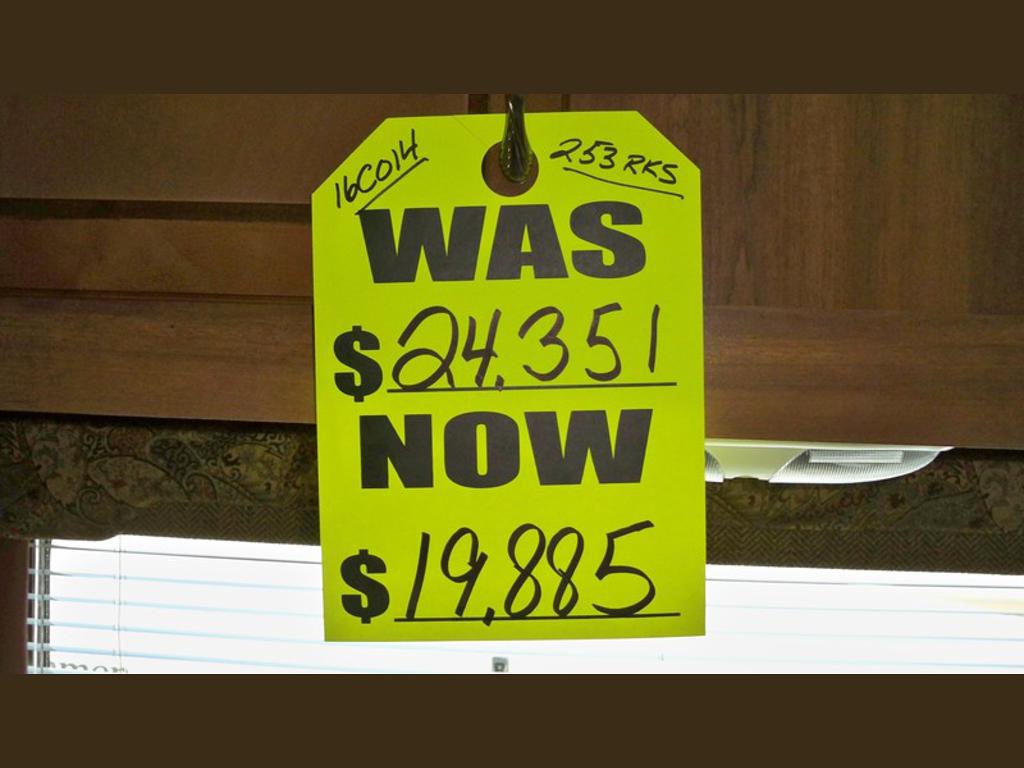 16C014 253 RKS
WAS
$24,351
NOW
$19,885